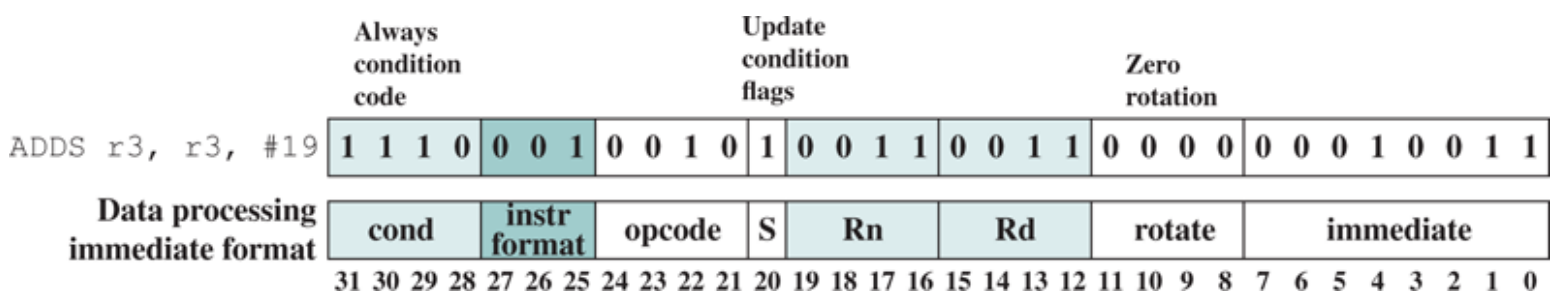 Always
condition
code
Update
condition
flags
Zero
rotation
ADDS r3, r3, #19 1 1 1 0 0 0 1 0 0 1 0 1 0 0 1 1 0 0 1 1 0 0 0 0 0 0 0 1 0 0 1 1
Data processing
immediate format
cond instr format opcode S Rn Rd rotate immediate
31 30 29 28 27 26 25 24 23 22 21 20 19 18 17 16 15 14 13 12 11 10 9 8 7 6 5 4 3 2 1 0